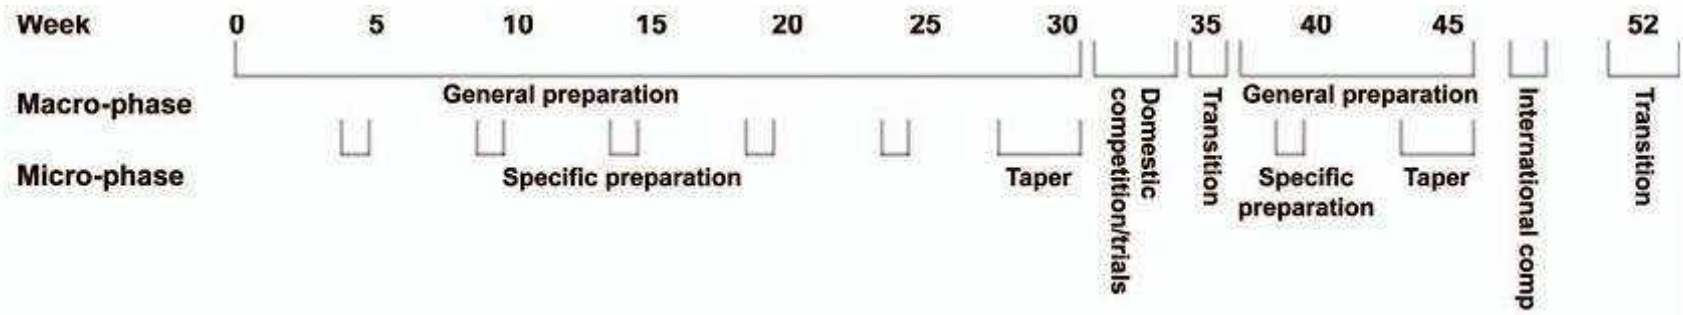 Week 0 5 10 15 20 25 30 35 40 45 52
Macro-phase
General preparation
Domestic
competition/trials
Transition
General preparation
International comp
Transition
Micro-phase
Specific preparation
Taper
Specific
preparation
Taper